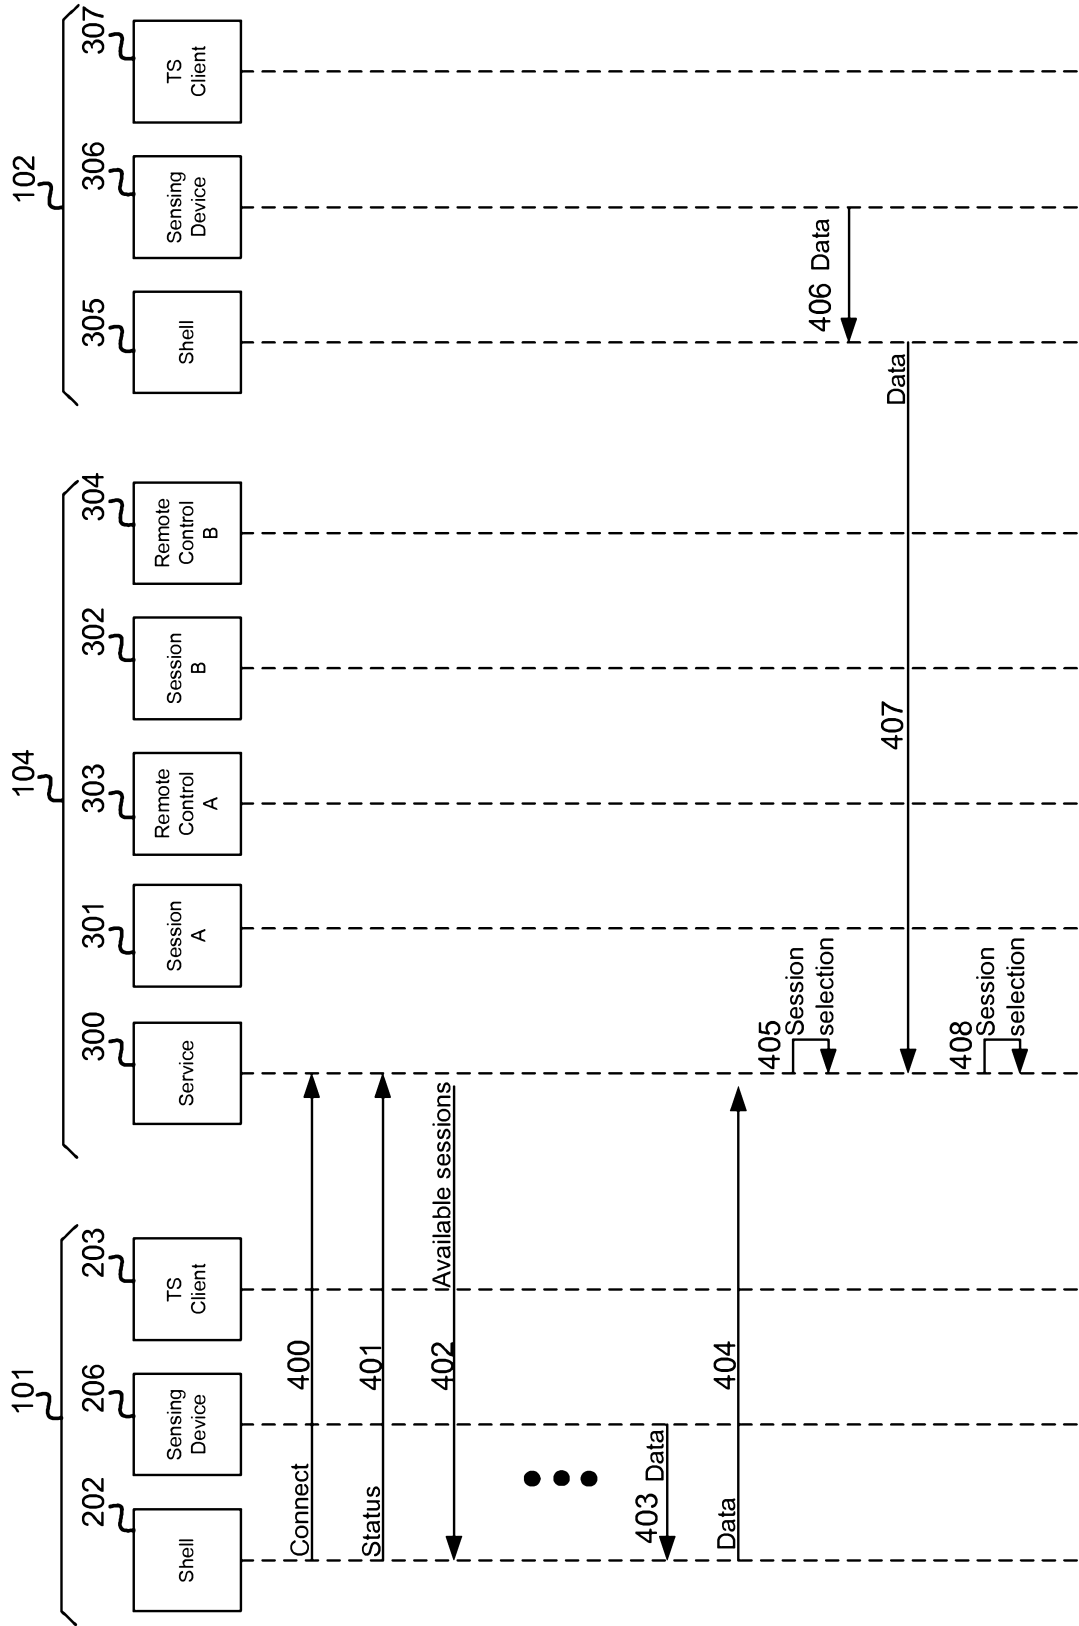 101
104
102
202
206
203
300
301
303
302
304
305
306
307
Shell
Sensing
Device
TS
Client
Service
Session
A
Remote
Control
A
Session
B
Remote
Control
B
Shell
Sensing
Device
TS
Client
Connect 400
Status 401
402 Available sessions
403 Data
Data 404
405
Session
selection
406 Data
407 Data
408
Session
selection